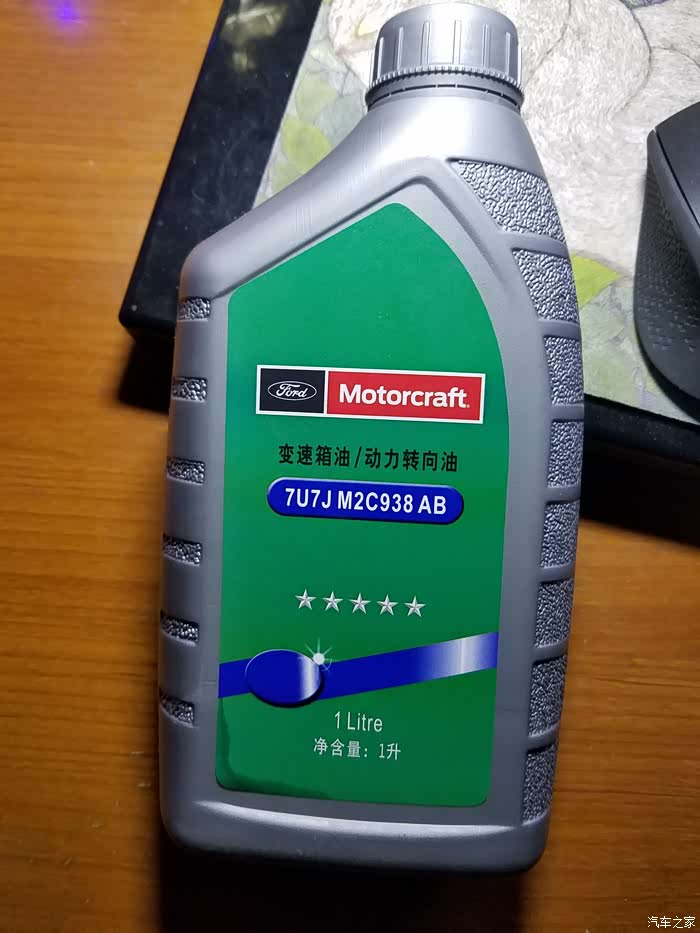 Ford
Motorcraft®
变速箱油/动力转向油
7U7J M2C938 AB
1 Litre
净含量：1升
汽车之家